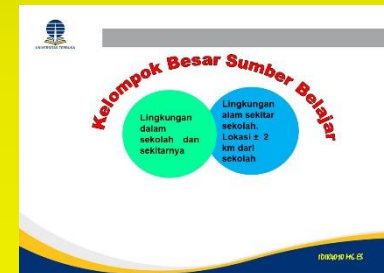 UNIVERSITAS TERBUKA
Kelompok Besar Sumber Belajar
Lingkungan
dalam
sekolah dan
sekitarnya
Lingkungan
alam sekitar
sekolah.
Lokasi ± 2
km dari
sekolah